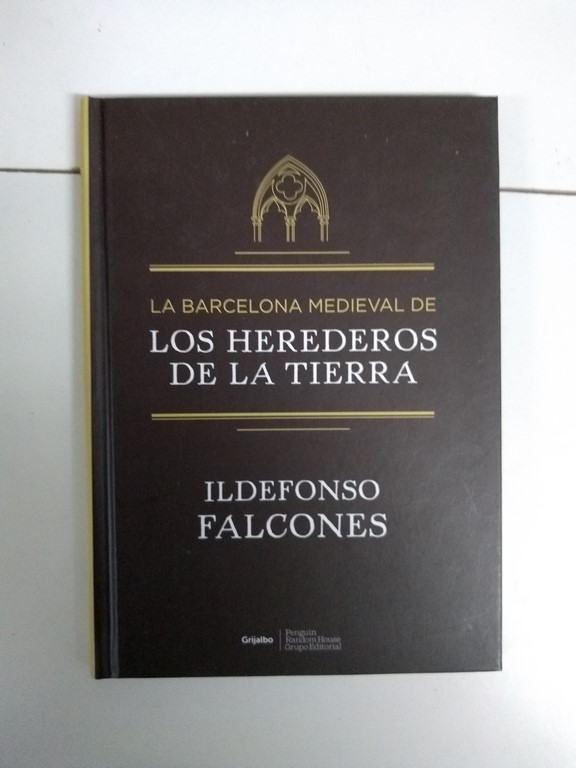 LA BARCELONA MEDIEVAL DE
LOS HEREDEROS
DE LA TIERRA
ILDEFONSO
FALCONES
Grijalbo
Penguin
Random House
Grupo Editorial